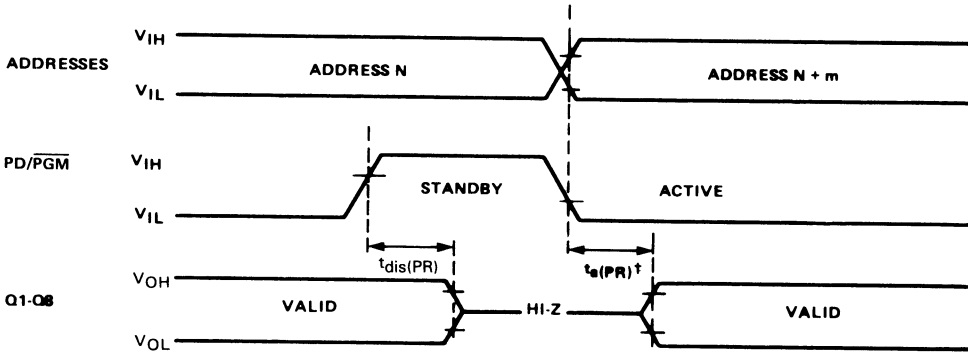 ADDRESSES
VIH
VIL
ADDRESS N
ADDRESS N + m
PD/PGM
VIH
VIL
STANDBY
ACTIVE
tdis(PR)
ta(PR)†
Q1-Q8
VOH
VOL
VALID
HI-Z
VALID